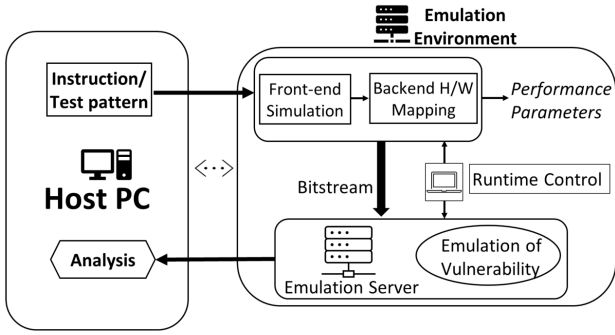 Emulation
Environment
Instruction/
Test pattern
Front-end
Simulation
Backend H/W
Mapping
Performance
Parameters
Host PC
Bitstream
Runtime Control
Analysis
Emulation Server
Emulation of
Vulnerability